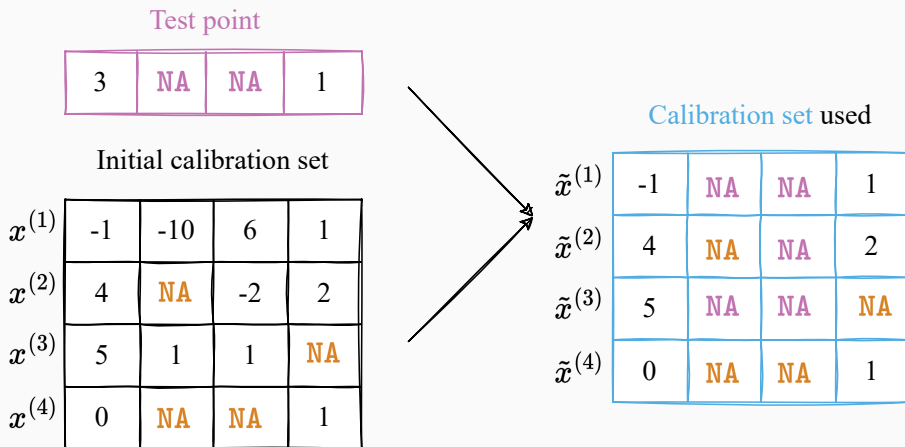 Test point
3 NA NA 1
Initial calibration set
x^(1) -1 -10 6 1
x^(2) 4 NA -2 2
x^(3) 5 1 1 NA
x^(4) 0 NA NA 1
Calibration set used
x̃^(1) -1 NA NA 1
x̃^(2) 4 NA NA 2
x̃^(3) 5 NA NA NA
x̃^(4) 0 NA NA 1